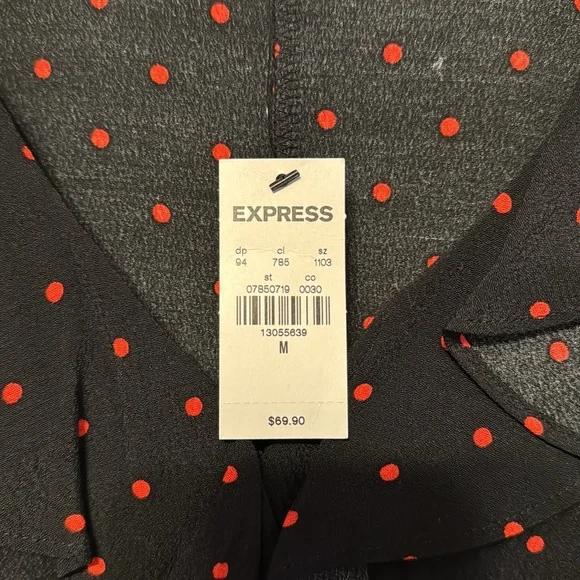 EXPRESS
dp cl sz
94 785 1103
st co
07850719 0030
13055639
M
$69.90